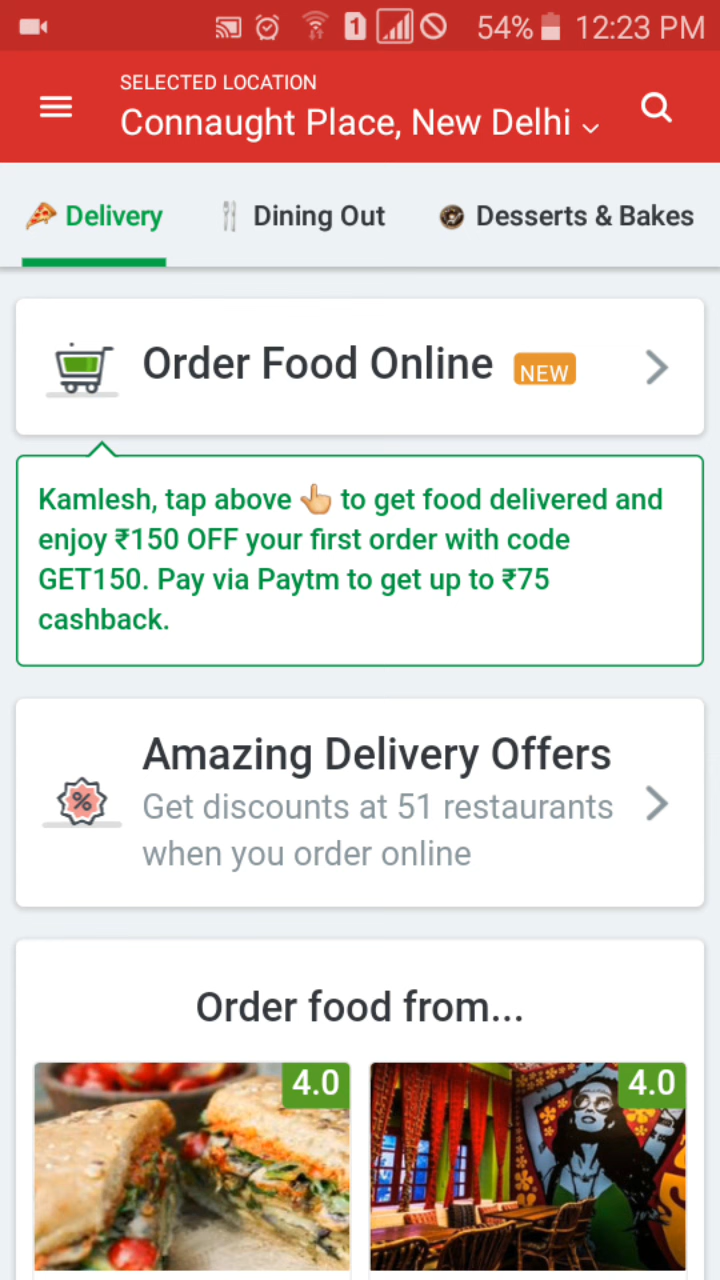 1 54% 12:23 PM
SELECTED LOCATION
Connaught Place, New Delhi
Delivery Dining Out Desserts & Bakes
Order Food Online NEW
Kamlesh, tap above 👆 to get food delivered and
enjoy ₹150 OFF your first order with code
GET150. Pay via Paytm to get up to ₹75
cashback.
Amazing Delivery Offers
%
Get discounts at 51 restaurants
when you order online
Order food from...
4.0 4.0